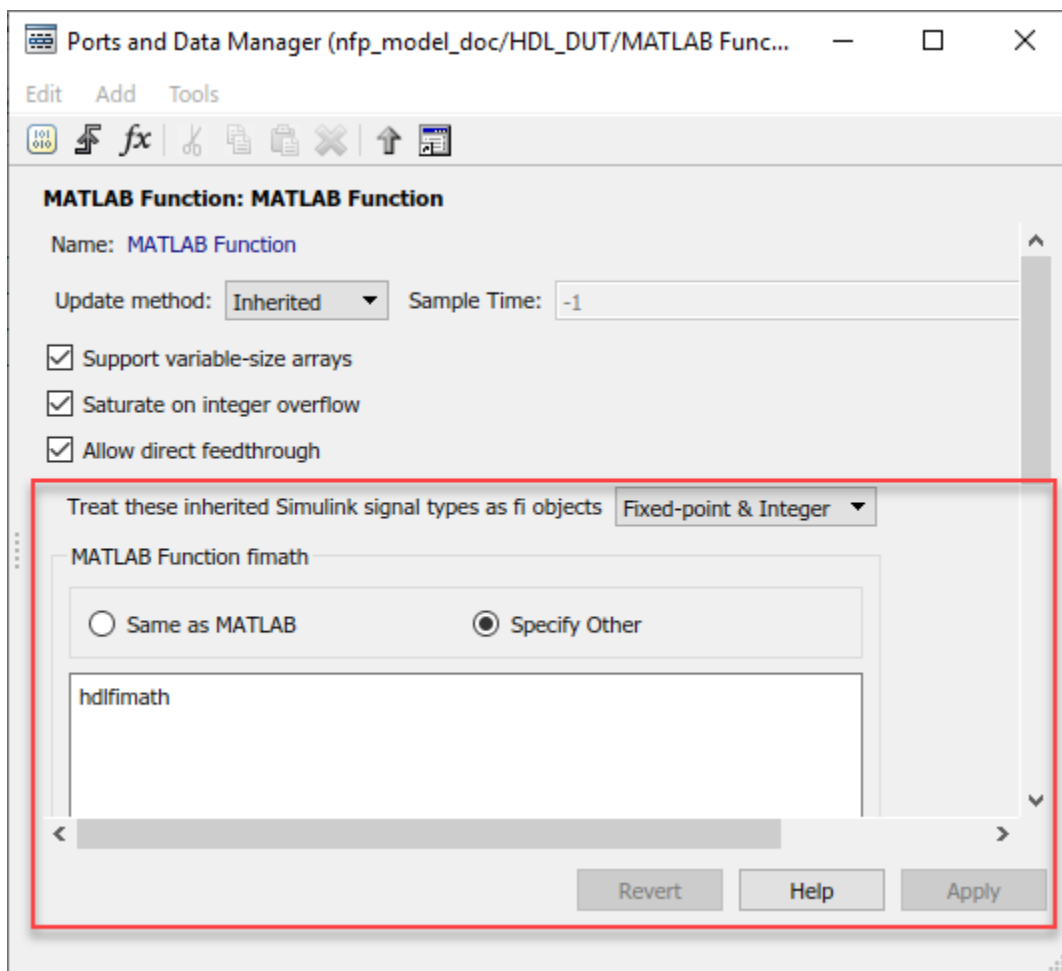 Ports and Data Manager (nfp_model_doc/HDL_DUT/MATLAB Func...
Edit Add Tools
101 010 fx
MATLAB Function: MATLAB Function
Name: MATLAB Function
Update method: Inherited Sample Time: -1
Support variable-size arrays
Saturate on integer overflow
Allow direct feedthrough
Treat these inherited Simulink signal types as fi objects Fixed-point & Integer
MATLAB Function fimath
Same as MATLAB Specify Other
hdlfimath
Revert Help Apply